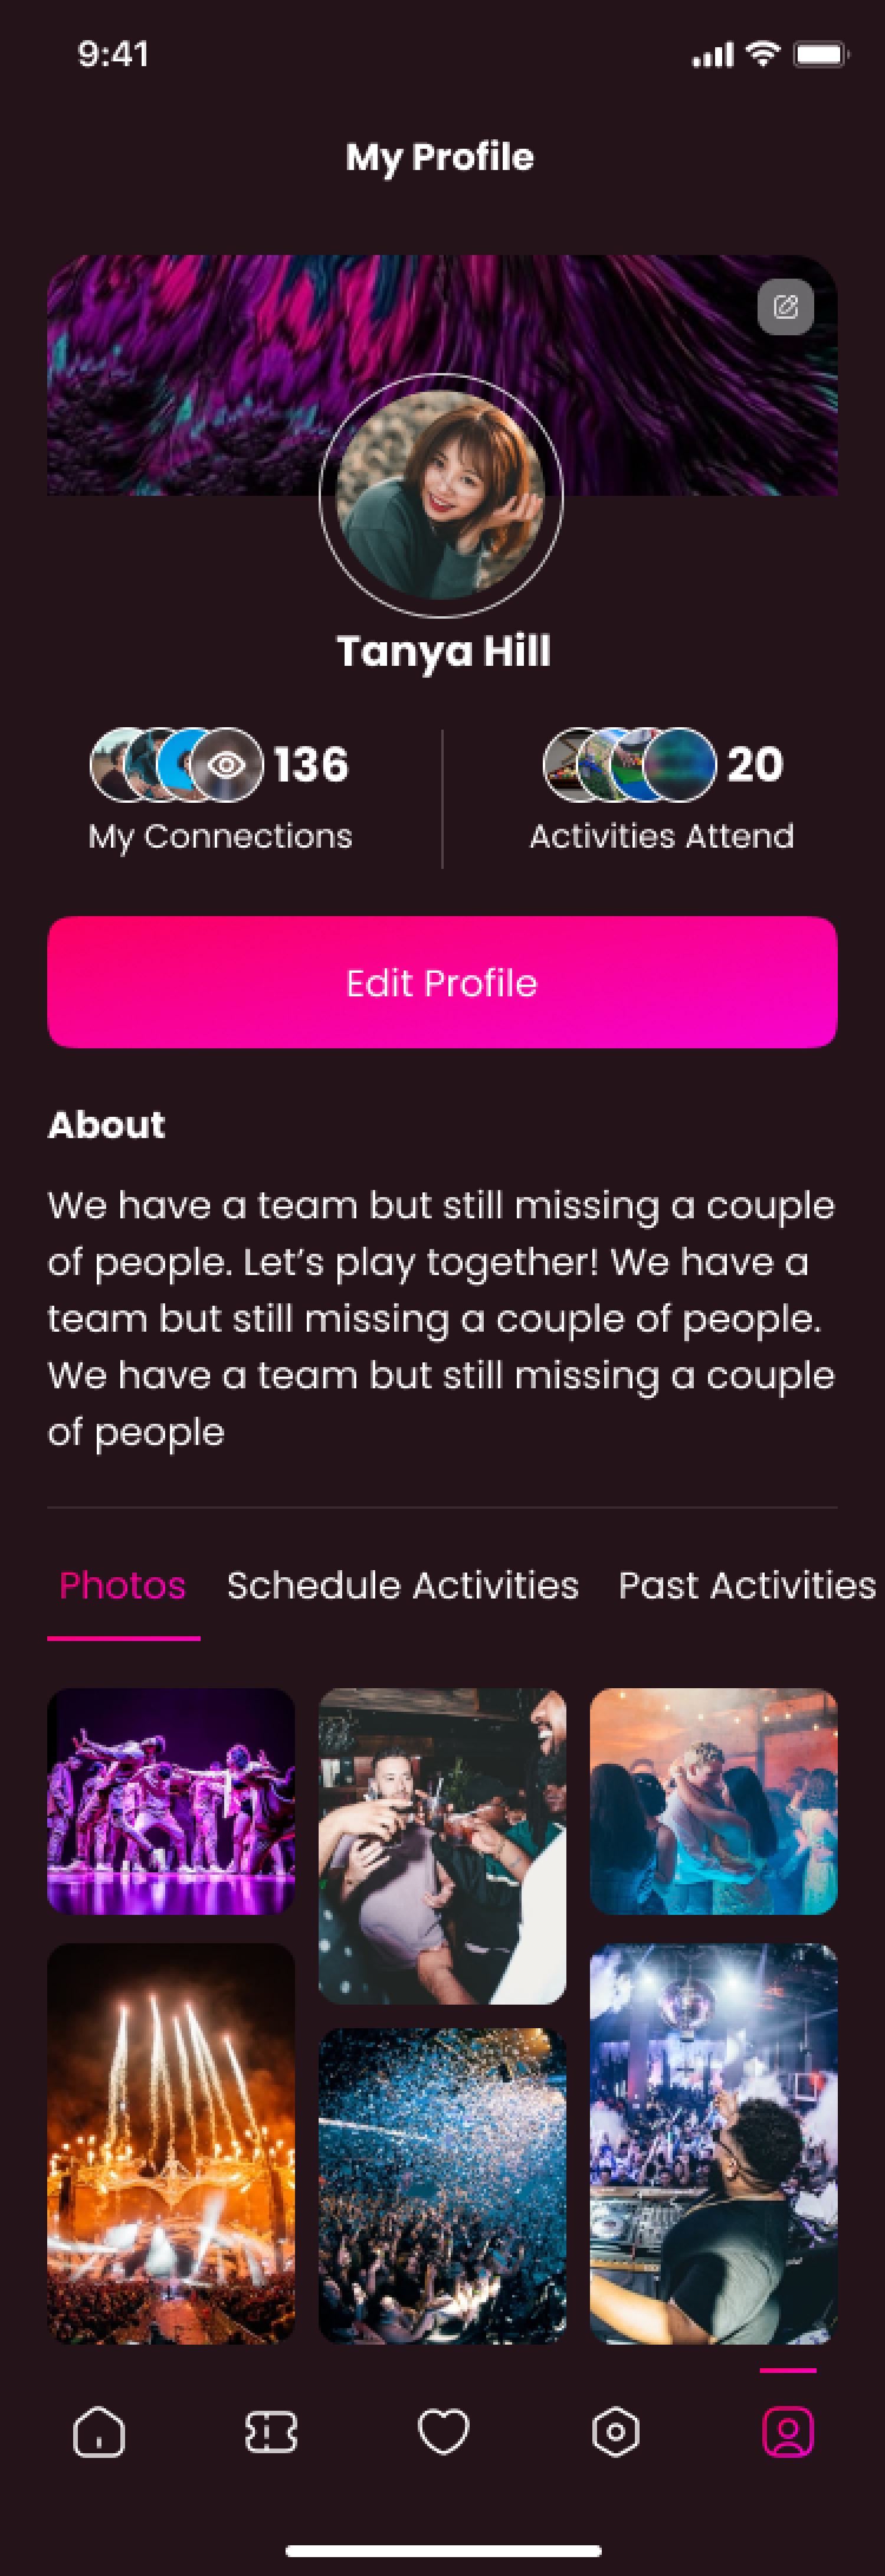 9:41
My Profile
Tanya Hill
136
My Connections
20
Activities Attend
Edit Profile
About
We have a team but still missing a couple
of people. Let’s play together! We have a
team but still missing a couple of people.
We have a team but still missing a couple
of people
Photos
Schedule Activities
Past Activities